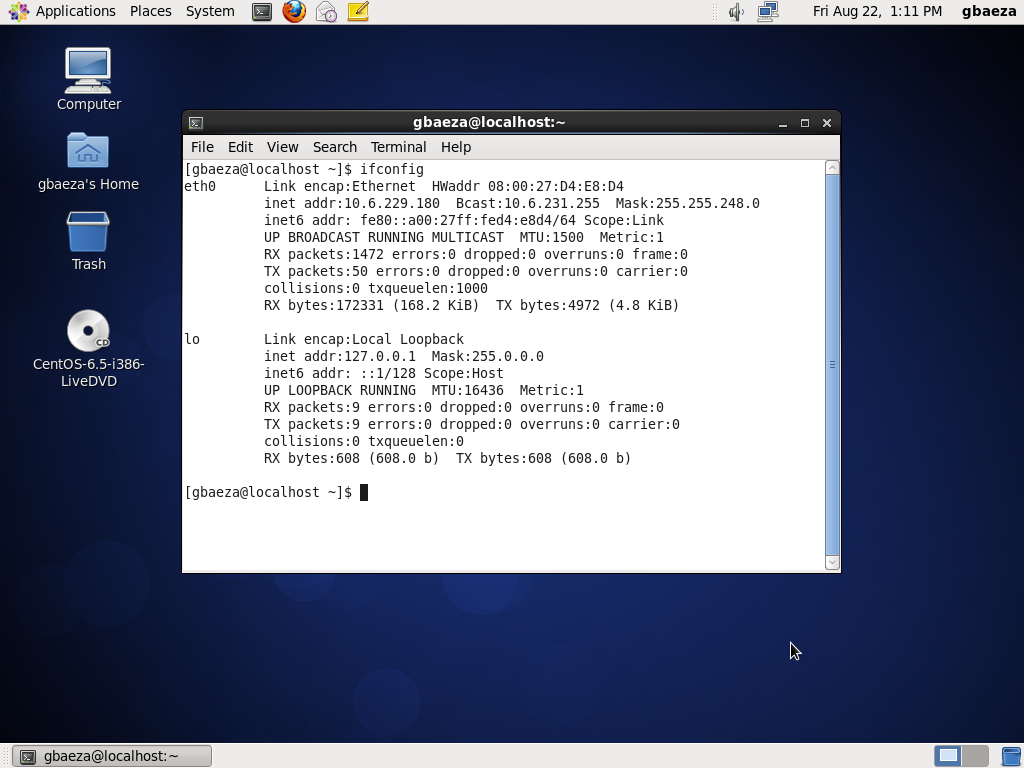 Applications Places System Fri Aug 22, 1:11 PM gbaeza
Computer
gbaeza's Home
Trash
CD
CentOS-6.5-i386-
LiveDVD
gbaeza@localhost:~
File Edit View Search Terminal Help
[gbaeza@localhost ~]$ ifconfig
eth0      Link encap:Ethernet  HWaddr 08:00:27:D4:E8:D4
          inet addr:10.6.229.180  Bcast:10.6.231.255  Mask:255.255.248.0
          inet6 addr: fe80::a00:27ff:fed4:e8d4/64 Scope:Link
          UP BROADCAST RUNNING MULTICAST  MTU:1500  Metric:1
          RX packets:1472 errors:0 dropped:0 overruns:0 frame:0
          TX packets:50 errors:0 dropped:0 overruns:0 carrier:0
          collisions:0 txqueuelen:1000
          RX bytes:172331 (168.2 KiB)  TX bytes:4972 (4.8 KiB)

lo        Link encap:Local Loopback
          inet addr:127.0.0.1  Mask:255.0.0.0
          inet6 addr: ::1/128 Scope:Host
          UP LOOPBACK RUNNING  MTU:16436  Metric:1
          RX packets:9 errors:0 dropped:0 overruns:0 frame:0
          TX packets:9 errors:0 dropped:0 overruns:0 carrier:0
          collisions:0 txqueuelen:0
          RX bytes:608 (608.0 b)  TX bytes:608 (608.0 b)

[gbaeza@localhost ~]$
gbaeza@localhost:~